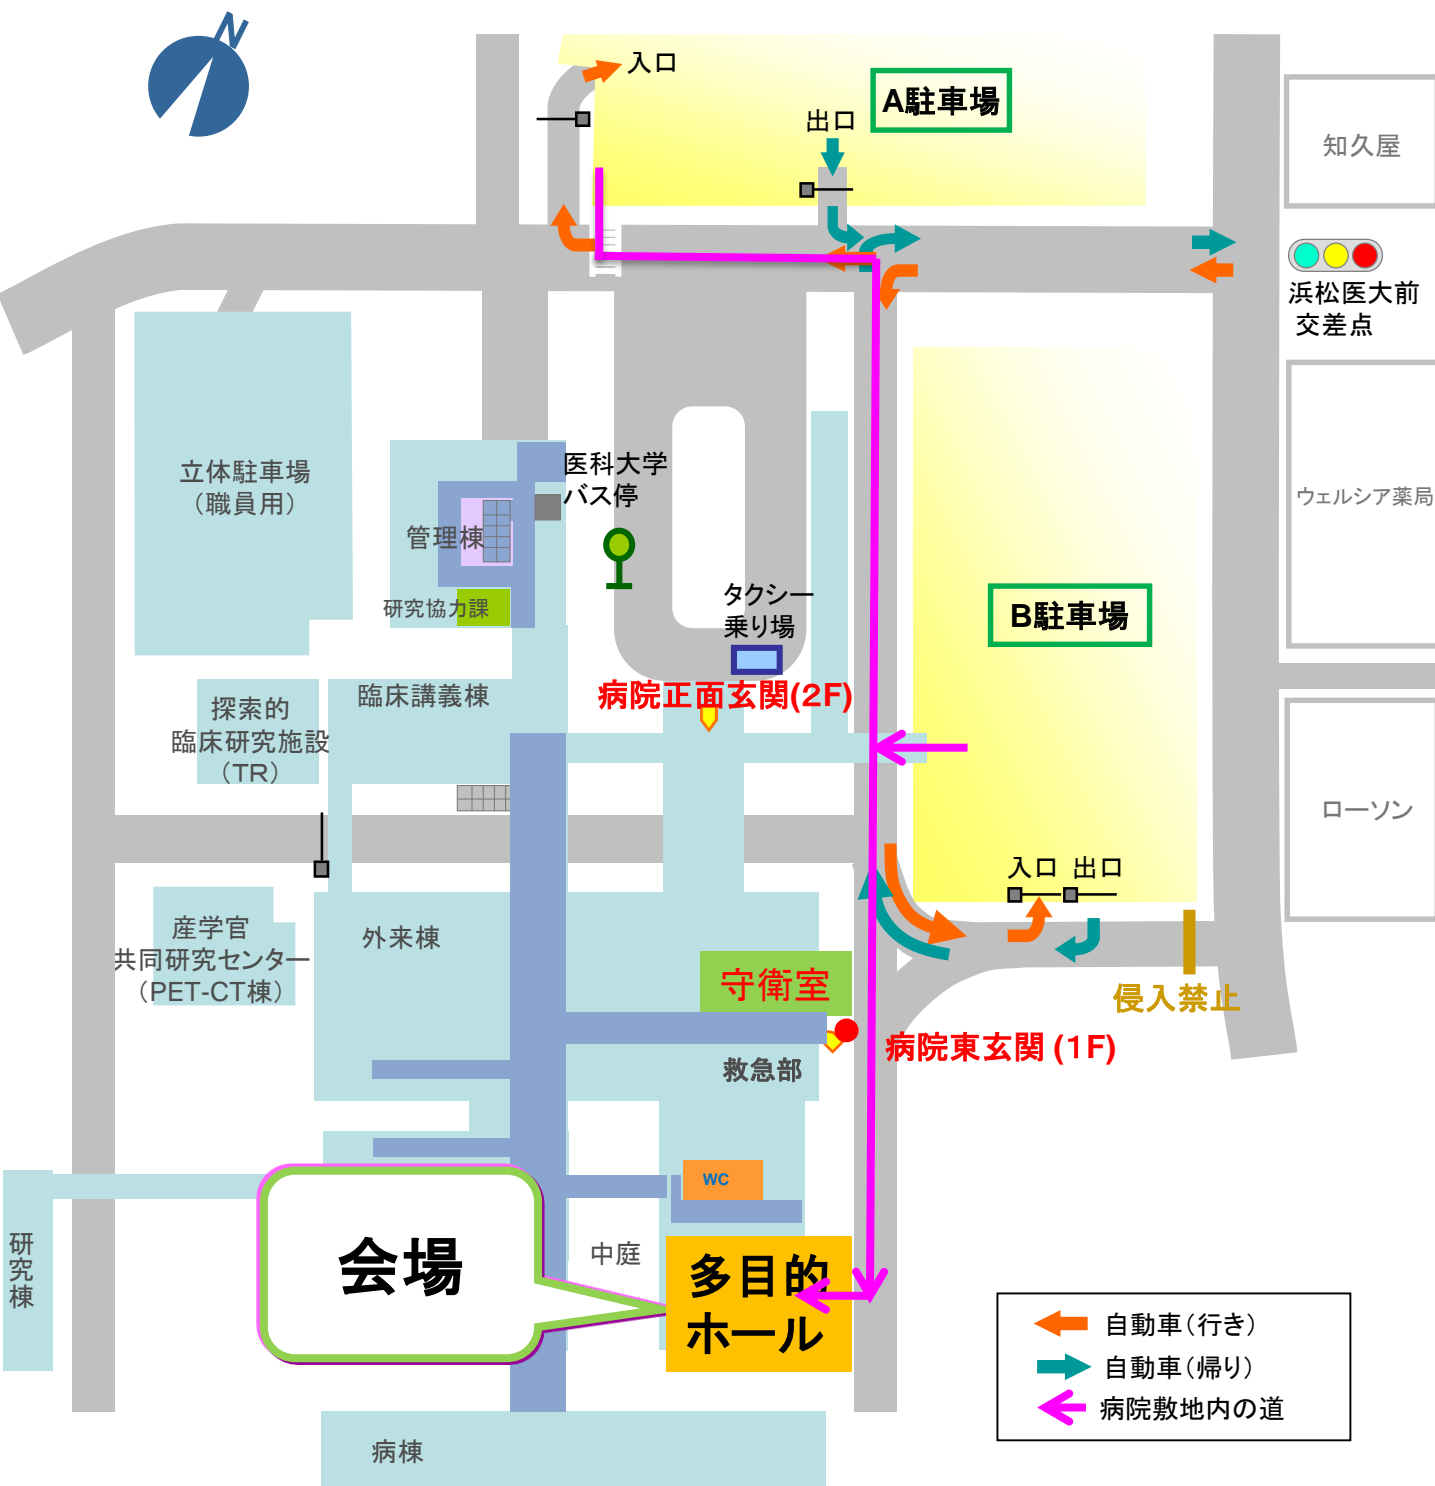 N
入口
A駐車場
出口
知久屋
浜松医大前
交差点
立体駐車場
（職員用）
医科大学
バス停
管理棟
研究協力課
タクシー
乗り場
B駐車場
ウェルシア薬局
病院正面玄関(2F)
臨床講義棟
探索的
臨床研究施設
（TR）
ローソン
入口 出口
産学官
共同研究センター
（PET-CT棟）
外来棟
守衛室
侵入禁止
病院東玄関 (1F)
救急部
WC
研究棟
会場
中庭
多目的
ホール
自動車（行き）
自動車（帰り）
病院敷地内の道
病棟